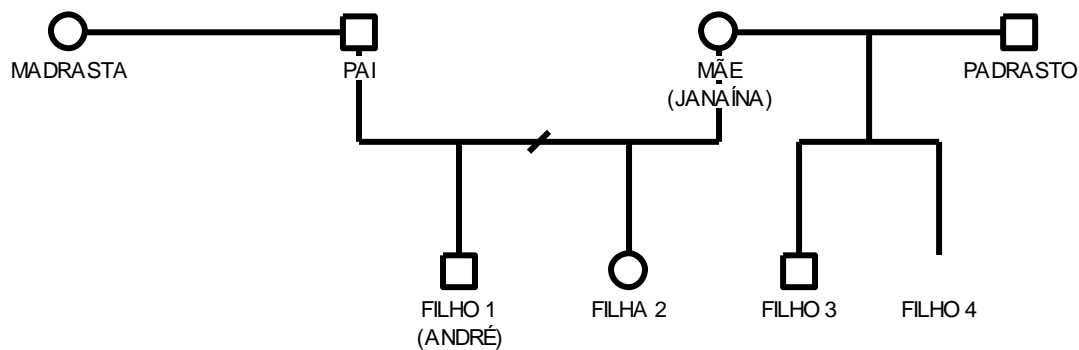 MADRASTA
PAI
MÃE
(JANAÍNA)
PADRASTO
FILHO 1
(ANDRÉ)
FILHA 2
FILHO 3
FILHO 4